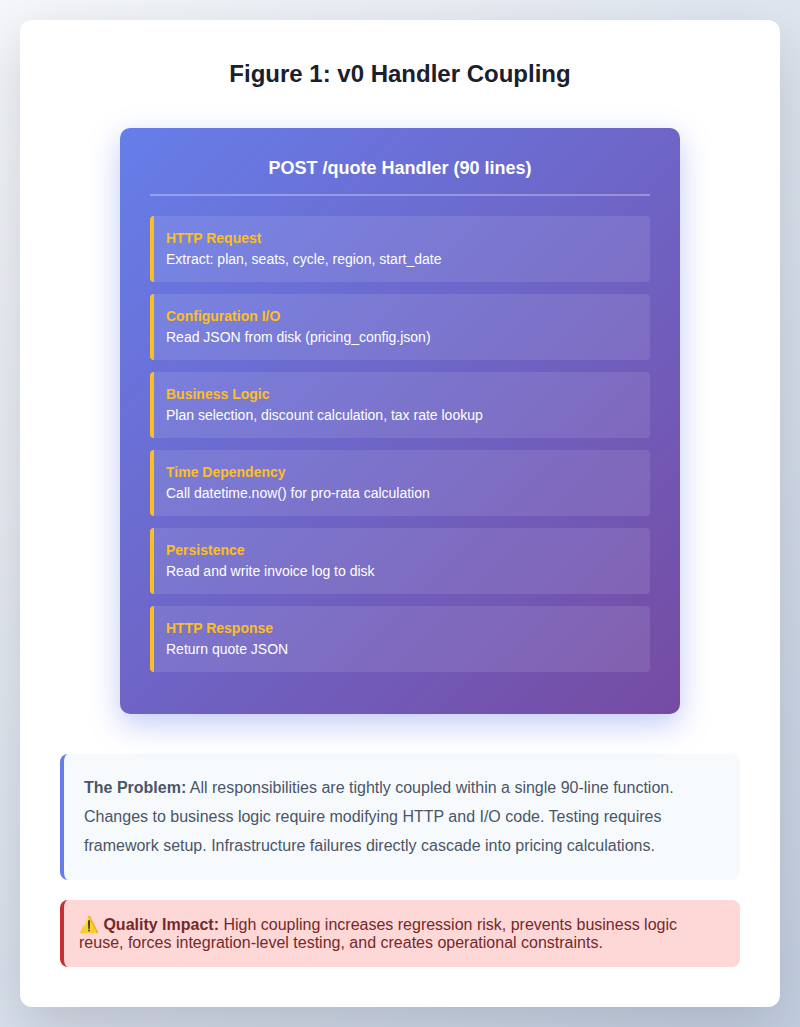 Figure 1: v0 Handler Coupling
POST /quote Handler (90 lines)
HTTP Request
Extract: plan, seats, cycle, region, start_date
Configuration I/O
Read JSON from disk (pricing_config.json)
Business Logic
Plan selection, discount calculation, tax rate lookup
Time Dependency
Call datetime.now() for pro-rata calculation
Persistence
Read and write invoice log to disk
HTTP Response
Return quote JSON
The Problem: All responsibilities are tightly coupled within a single 90-line function.
Changes to business logic require modifying HTTP and I/O code. Testing requires
framework setup. Infrastructure failures directly cascade into pricing calculations.
⚠️ Quality Impact: High coupling increases regression risk, prevents business logic
reuse, forces integration-level testing, and creates operational constraints.